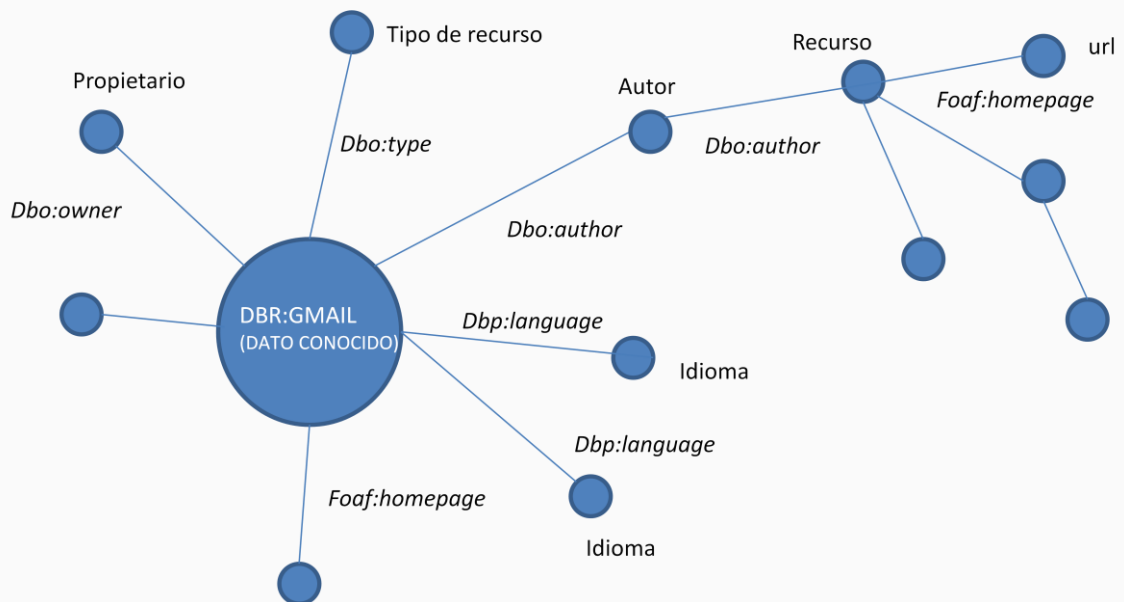 Tipo de recurso
Recurso
url
Propietario
Autor
Foaf:homepage
Dbo:type
Dbo:author
Dbo:owner
Dbo:author
DBR:GMAIL
(DATO CONOCIDO)
Dbp:language
Idioma
Dbp:language
Foaf:homepage
Idioma